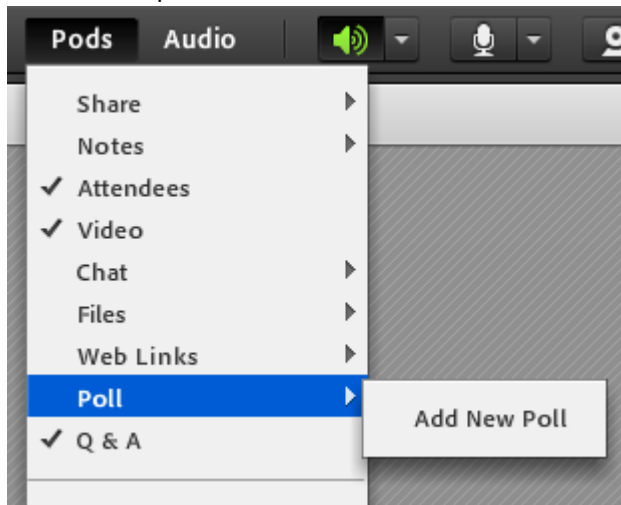 Pods Audio
Share
Notes
Attendees
Video
Chat
Files
Web Links
Poll
Add New Poll
Q & A